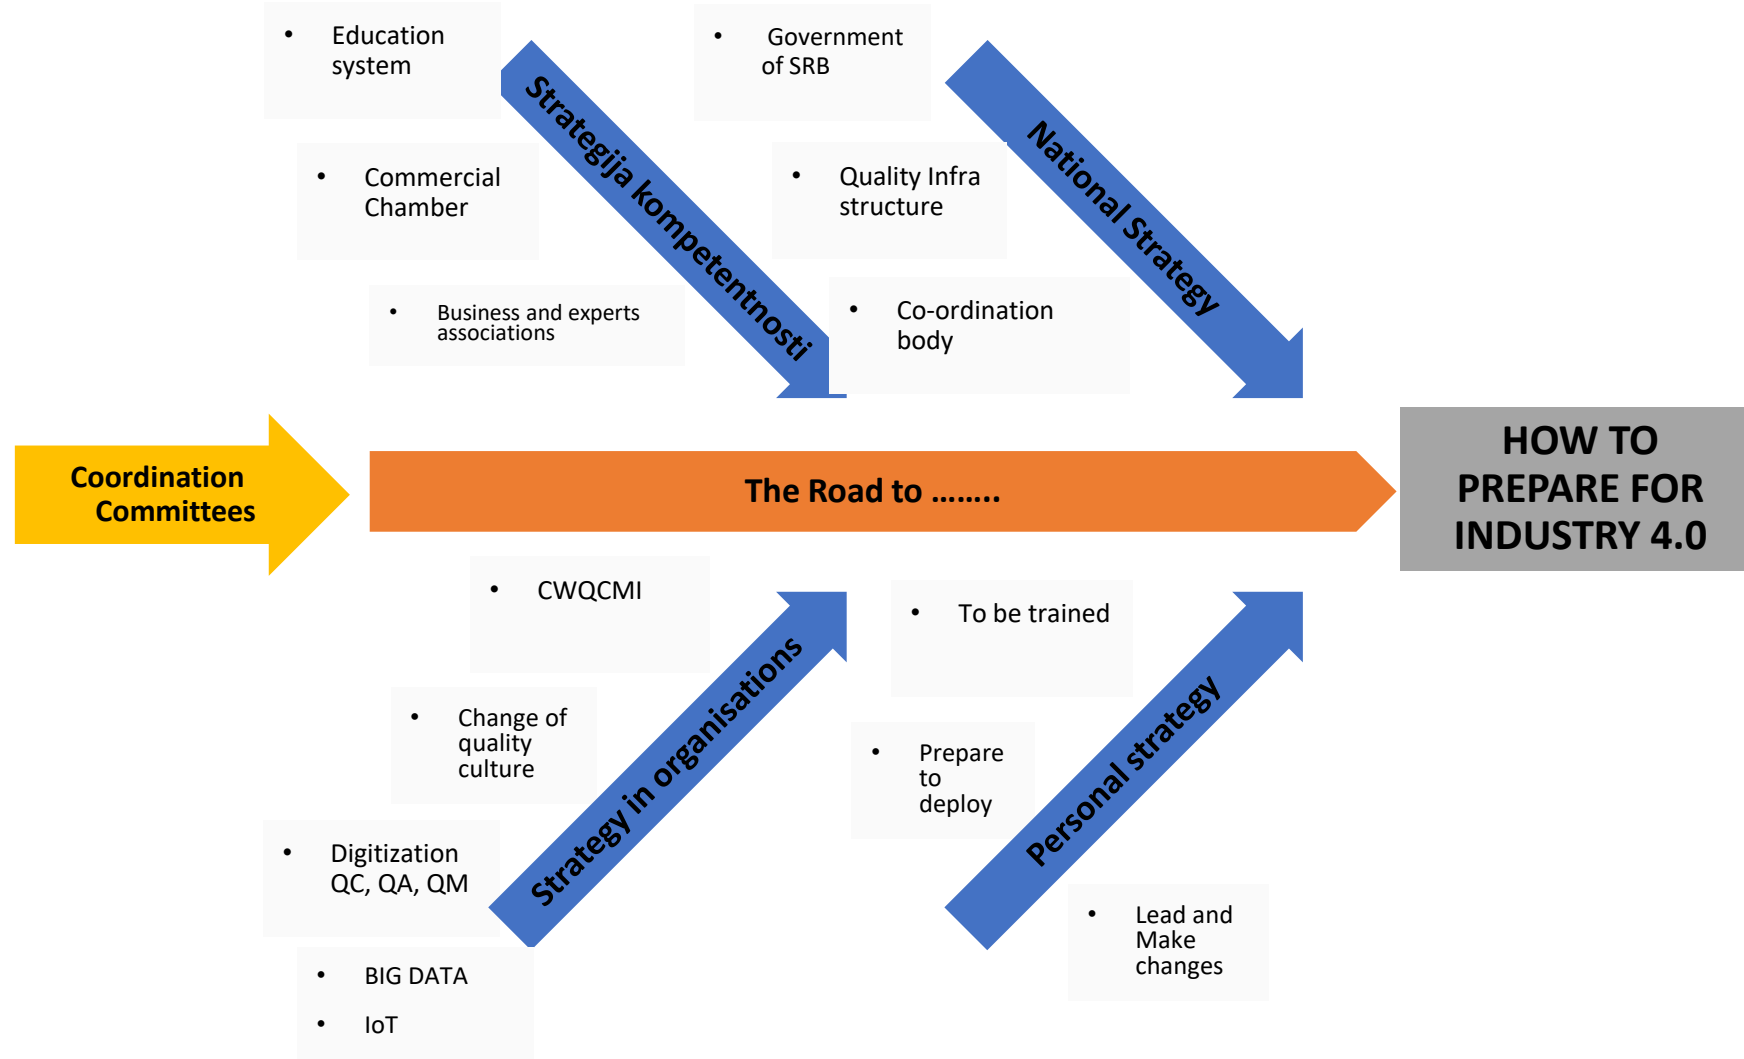 • Education
system
• Commercial
Chamber
• Business and experts
associations
Strategija kompetentnosti
• Government
of SRB
• Quality Infra
structure
• Co-ordination
body
National Strategy
Coordination
Committees
The Road to ........
HOW TO
PREPARE FOR
INDUSTRY 4.0
• CWQCMI
• Change of
quality
culture
• Digitization
QC, QA, QM
• BIG DATA
• IoT
Strategy in organisations
• To be trained
• Prepare
to
deploy
• Lead and
Make
changes
Personal strategy